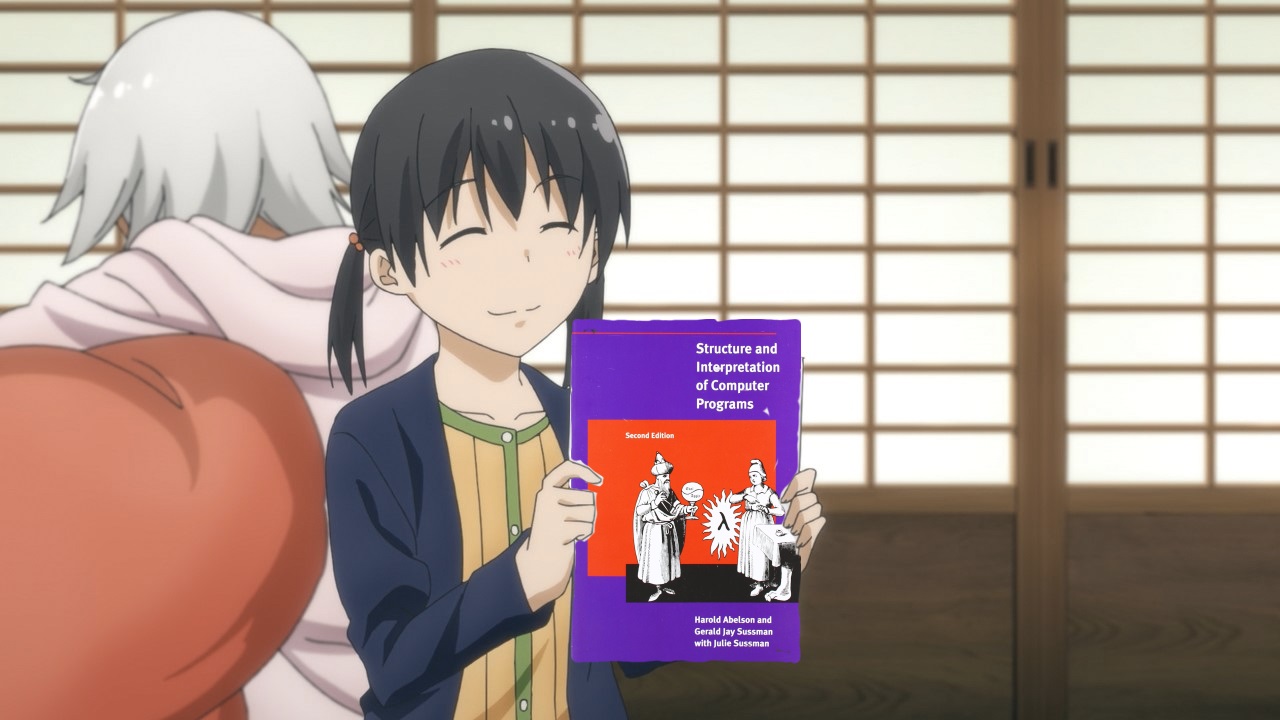 Structure and
Interpretation
of Computer
Programs
Second Edition
λ
Harold Abelson and
Gerald Jay Sussman
with Julie Sussman